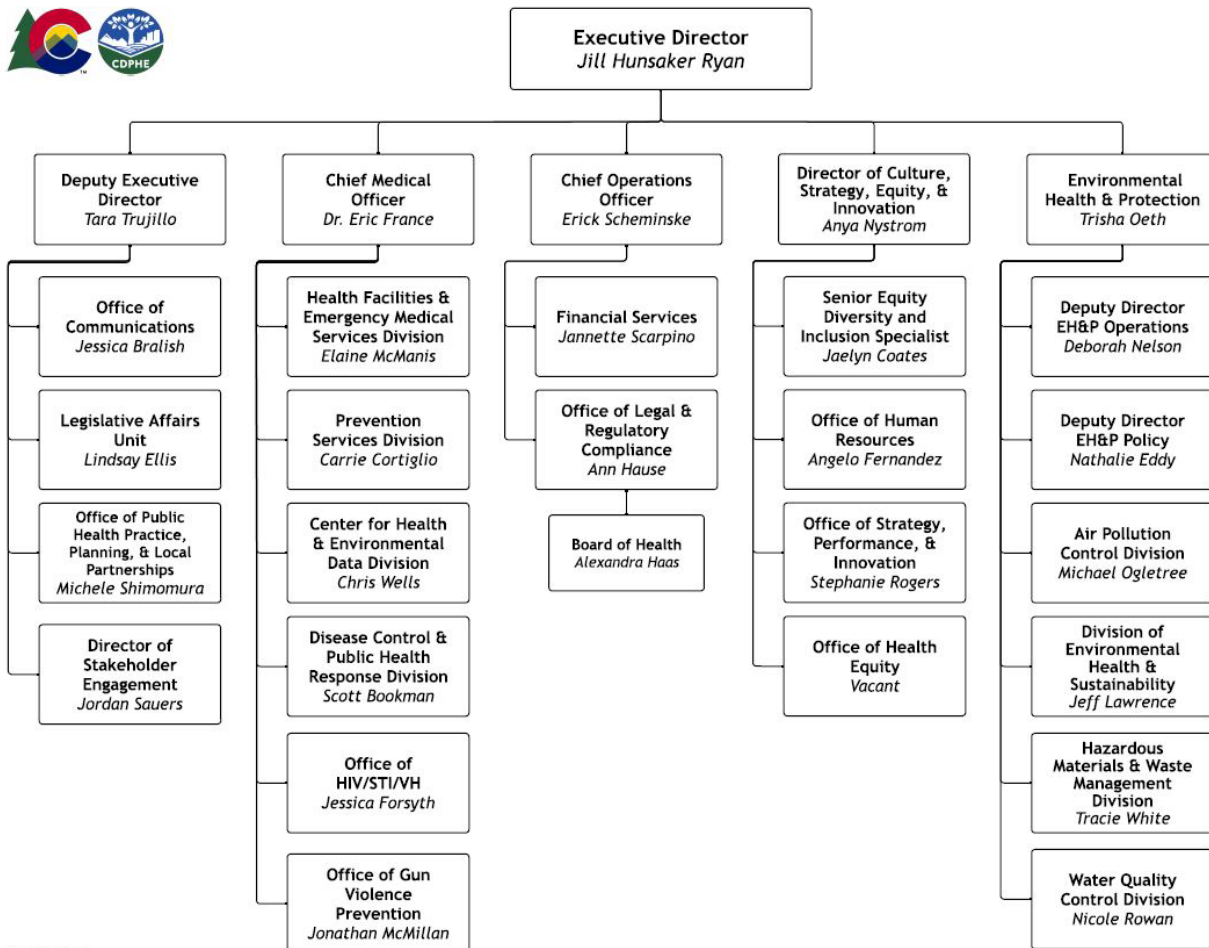 CDPHE
TM
Executive Director
Jill Hunsaker Ryan
Deputy Executive
Director
Tara Trujillo
Office of
Communications
Jessica Bralish
Legislative Affairs
Unit
Lindsay Ellis
Office of Public
Health Practice,
Planning, & Local
Partnerships
Michele Shimomura
Director of
Stakeholder
Engagement
Jordan Sauers
Chief Medical
Officer
Dr. Eric France
Health Facilities &
Emergency Medical
Services Division
Elaine McManis
Prevention
Services Division
Carrie Cortiglio
Center for Health
& Environmental
Data Division
Chris Wells
Disease Control &
Public Health
Response Division
Scott Bookman
Office of
HIV/STI/VH
Jessica Forsyth
Office of Gun
Violence
Prevention
Jonathan McMillan
Chief Operations
Officer
Erick Scheminske
Financial Services
Jannette Scarpino
Office of Legal &
Regulatory
Compliance
Ann Hause
Board of Health
Alexandra Haas
Director of Culture,
Strategy, Equity, &
Innovation
Anya Nystrom
Senior Equity
Diversity and
Inclusion Specialist
Jaelyn Coates
Office of Human
Resources
Angelo Fernandez
Office of Strategy,
Performance, &
Innovation
Stephanie Rogers
Office of Health
Equity
Vacant
Environmental
Health & Protection
Trisha Oeth
Deputy Director
EH&P Operations
Deborah Nelson
Deputy Director
EH&P Policy
Nathalie Eddy
Air Pollution
Control Division
Michael Ogletree
Division of
Environmental
Health &
Sustainability
Jeff Lawrence
Hazardous
Materials & Waste
Management
Division
Tracie White
Water Quality
Control Division
Nicole Rowan